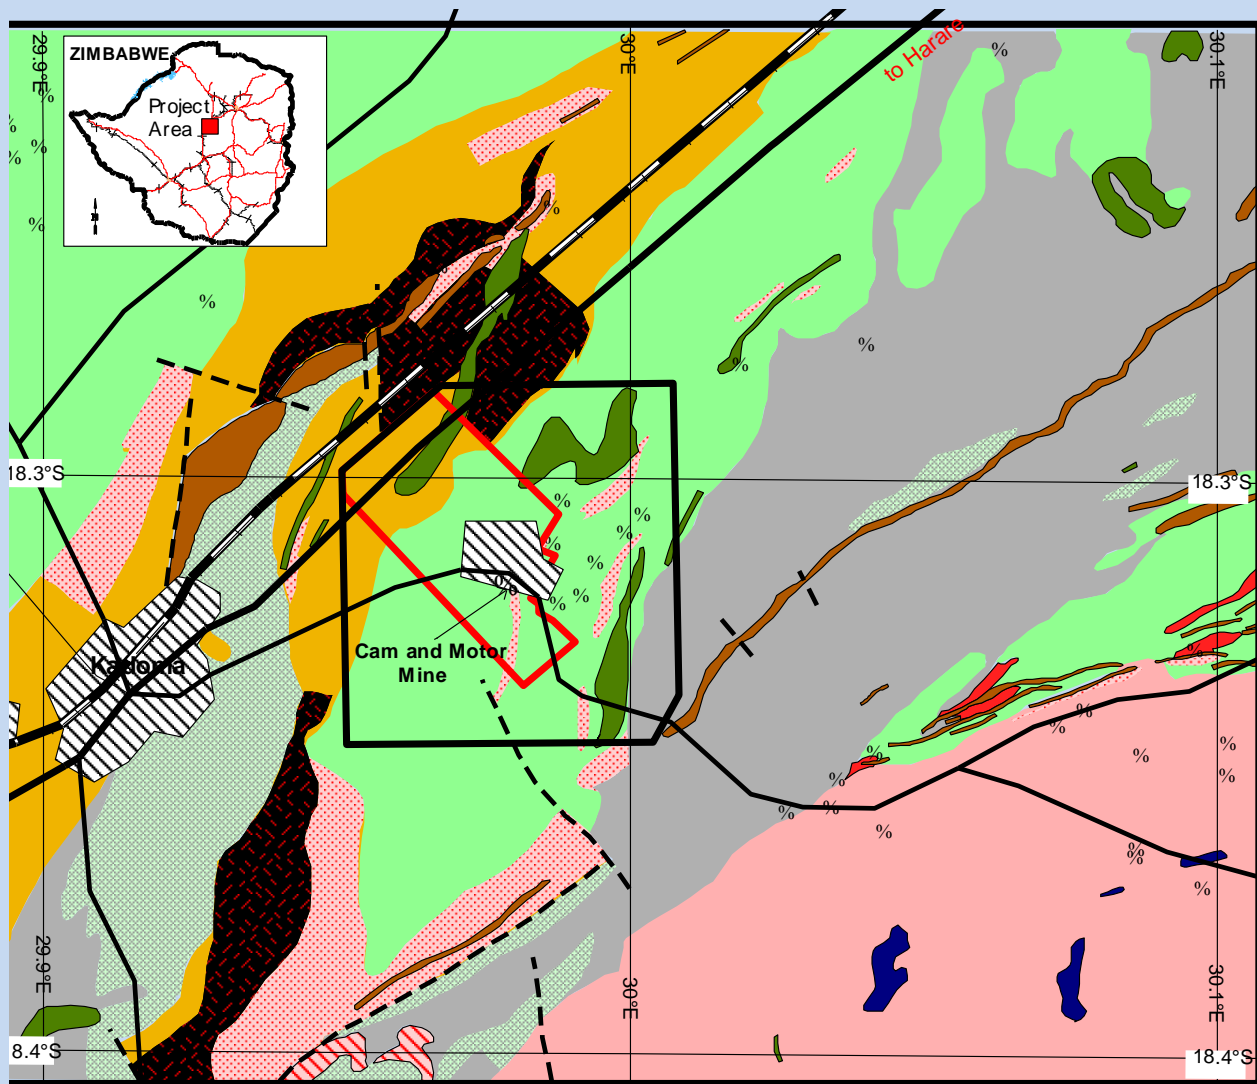 29.9°E
ZIMBABWE
Project
Area
30°E
to Harare
30.1°E
18.3°S
18.3°S
Cam and Motor
Mine
Kadoma
29.9°E
30°E
30.1°E
8.4°S
18.4°S